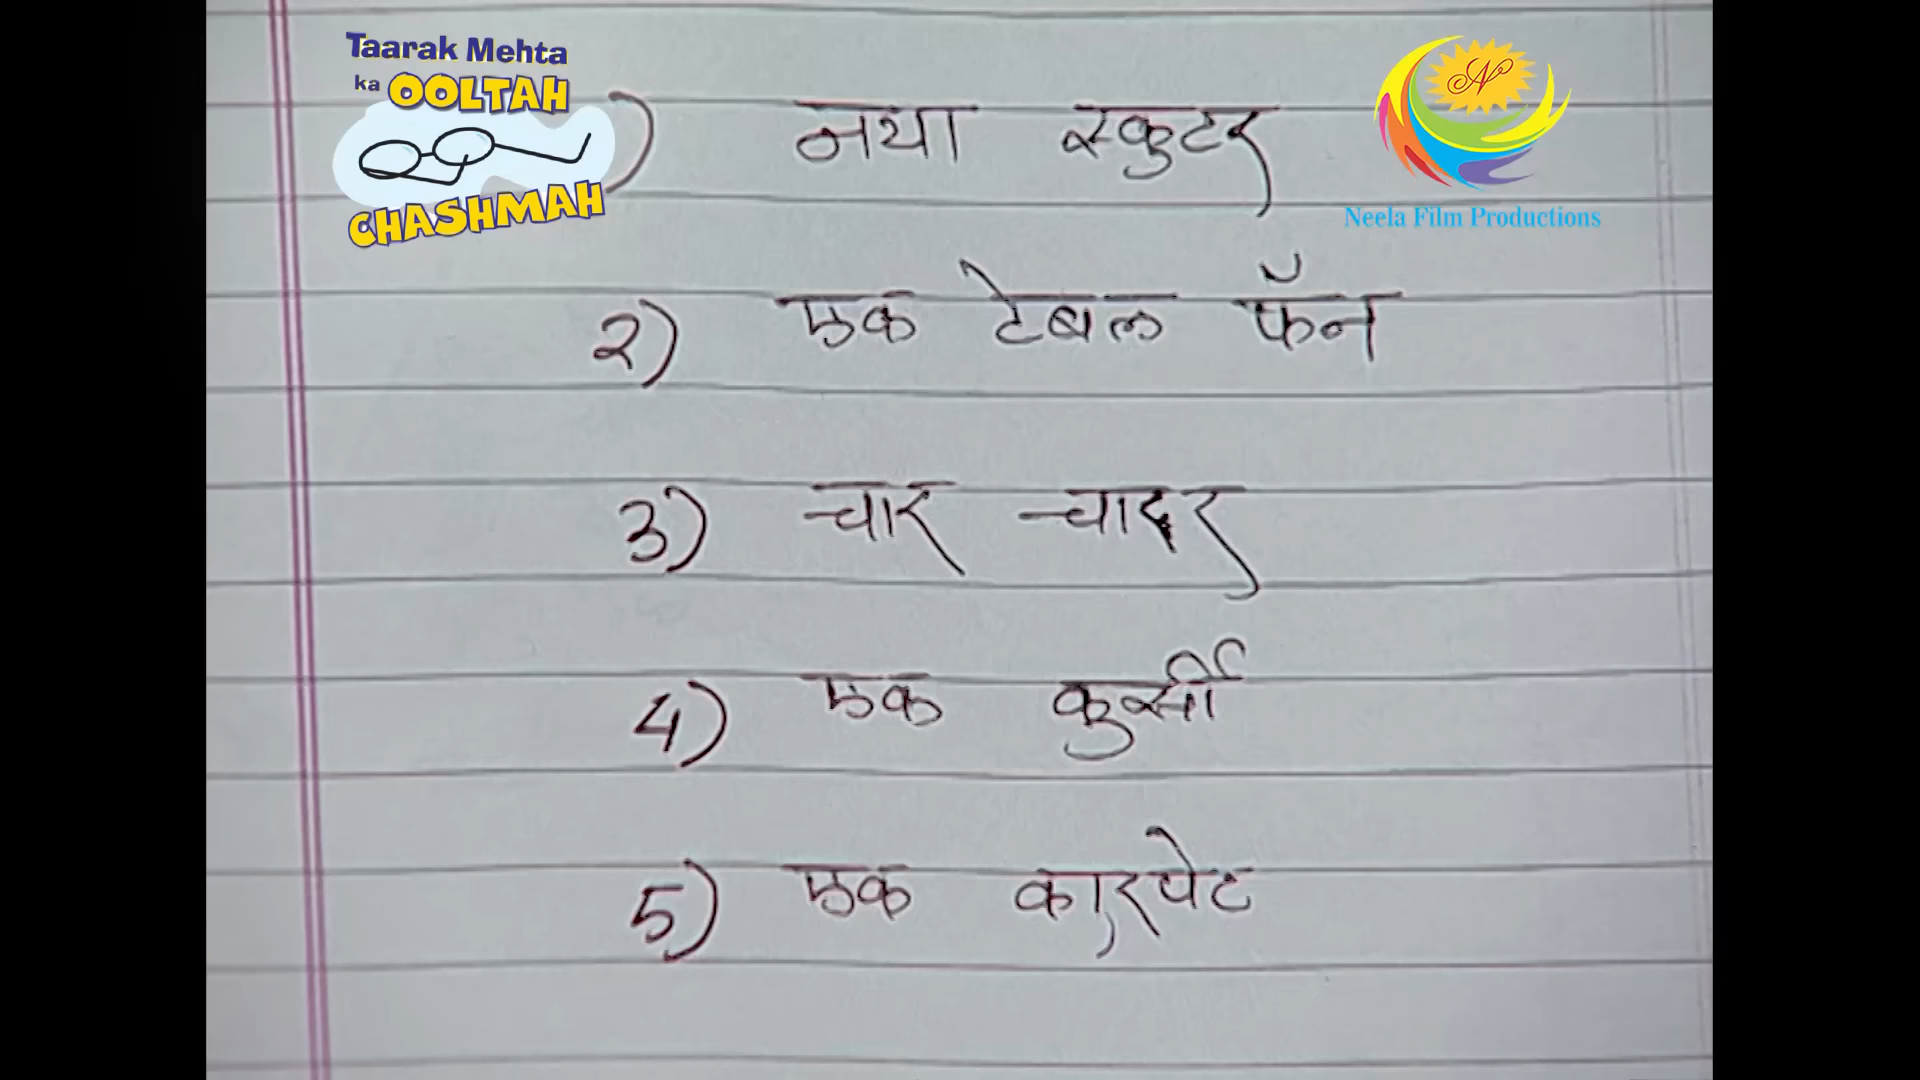 Taarak Mehta
ka OOLTAH
CHASHMAH
N
Neela Film Productions
) नया स्कुटर
२) एक टेबल फॅन
3) चार चादर
4) एक कुर्सी
5) एक कारपेट